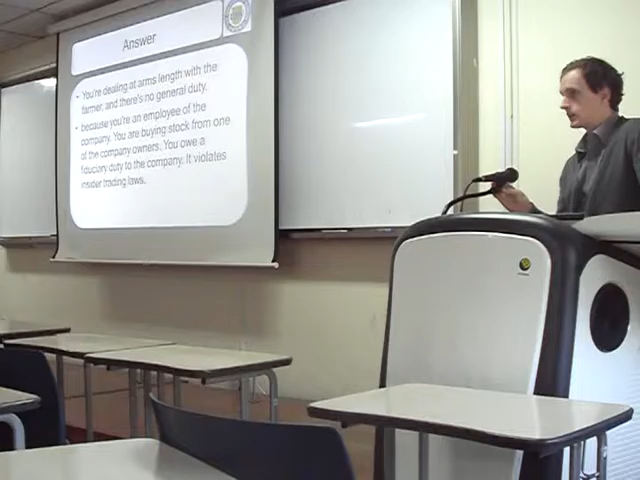 Answer
• You're dealing at arms length with the
farmer, and there's no general duty.
• because you're an employee of the
company. You are buying stock from one
of the company owners. You owe a
fiduciary duty to the company. It violates
insider trading laws.